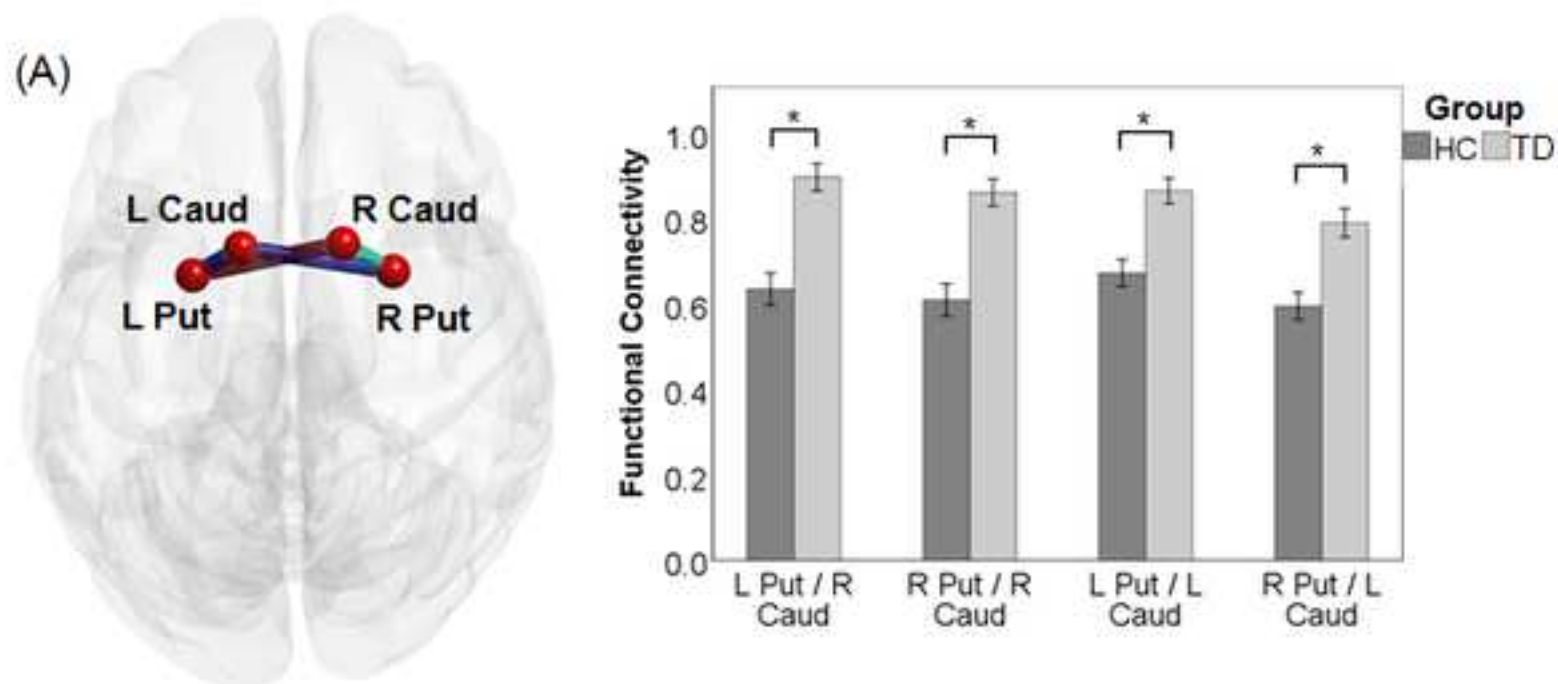 (A)
L Caud
R Caud
L Put
R Put
Functional Connectivity
1.0
0.8
0.6
0.4
0.2
0.0
*
*
*
*
L Put / R
Caud
R Put / R
Caud
L Put / L
Caud
R Put / L
Caud
Group
HC TD